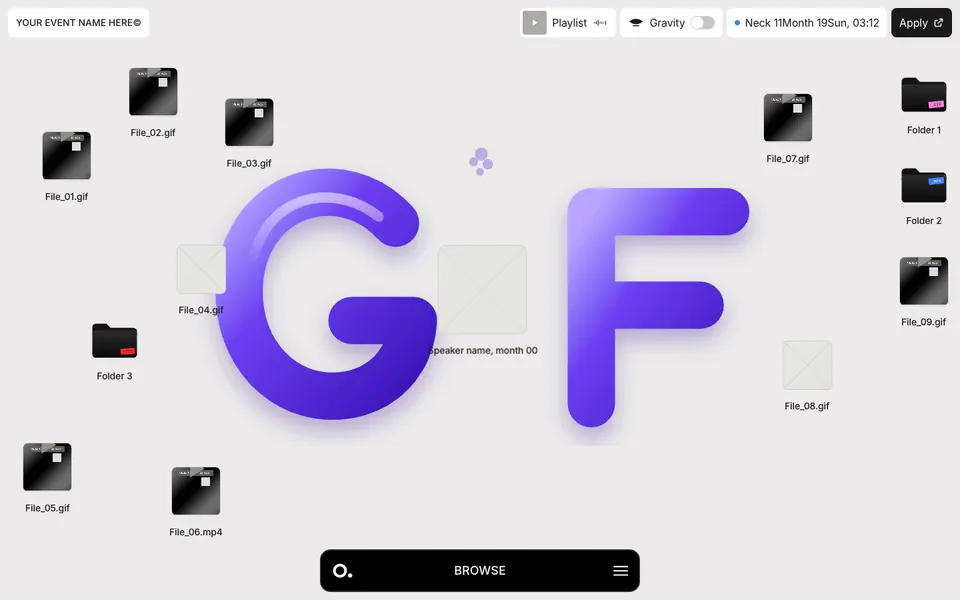 YOUR EVENT NAME HERE©
Playlist
Gravity
Neck 11Month 19Sun, 03:12
Apply
File_02.gif
File_03.gif
File_01.gif
File_07.gif
Folder 1
Folder 2
G F
File_04.gif
Speaker name, month 00
File_09.gif
Folder 3
File_08.gif
File_05.gif
File_06.mp4
BROWSE